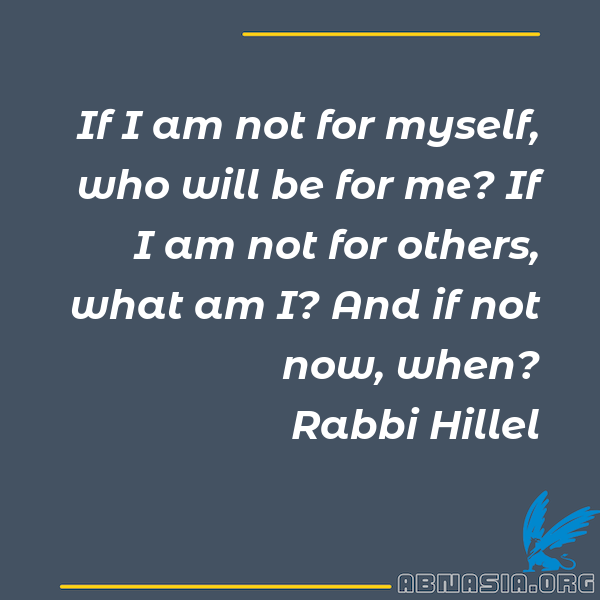 If I am not for myself,
who will be for me? If
I am not for others,
what am I? And if not
now, when?
Rabbi Hillel
ABNASIA.ORG